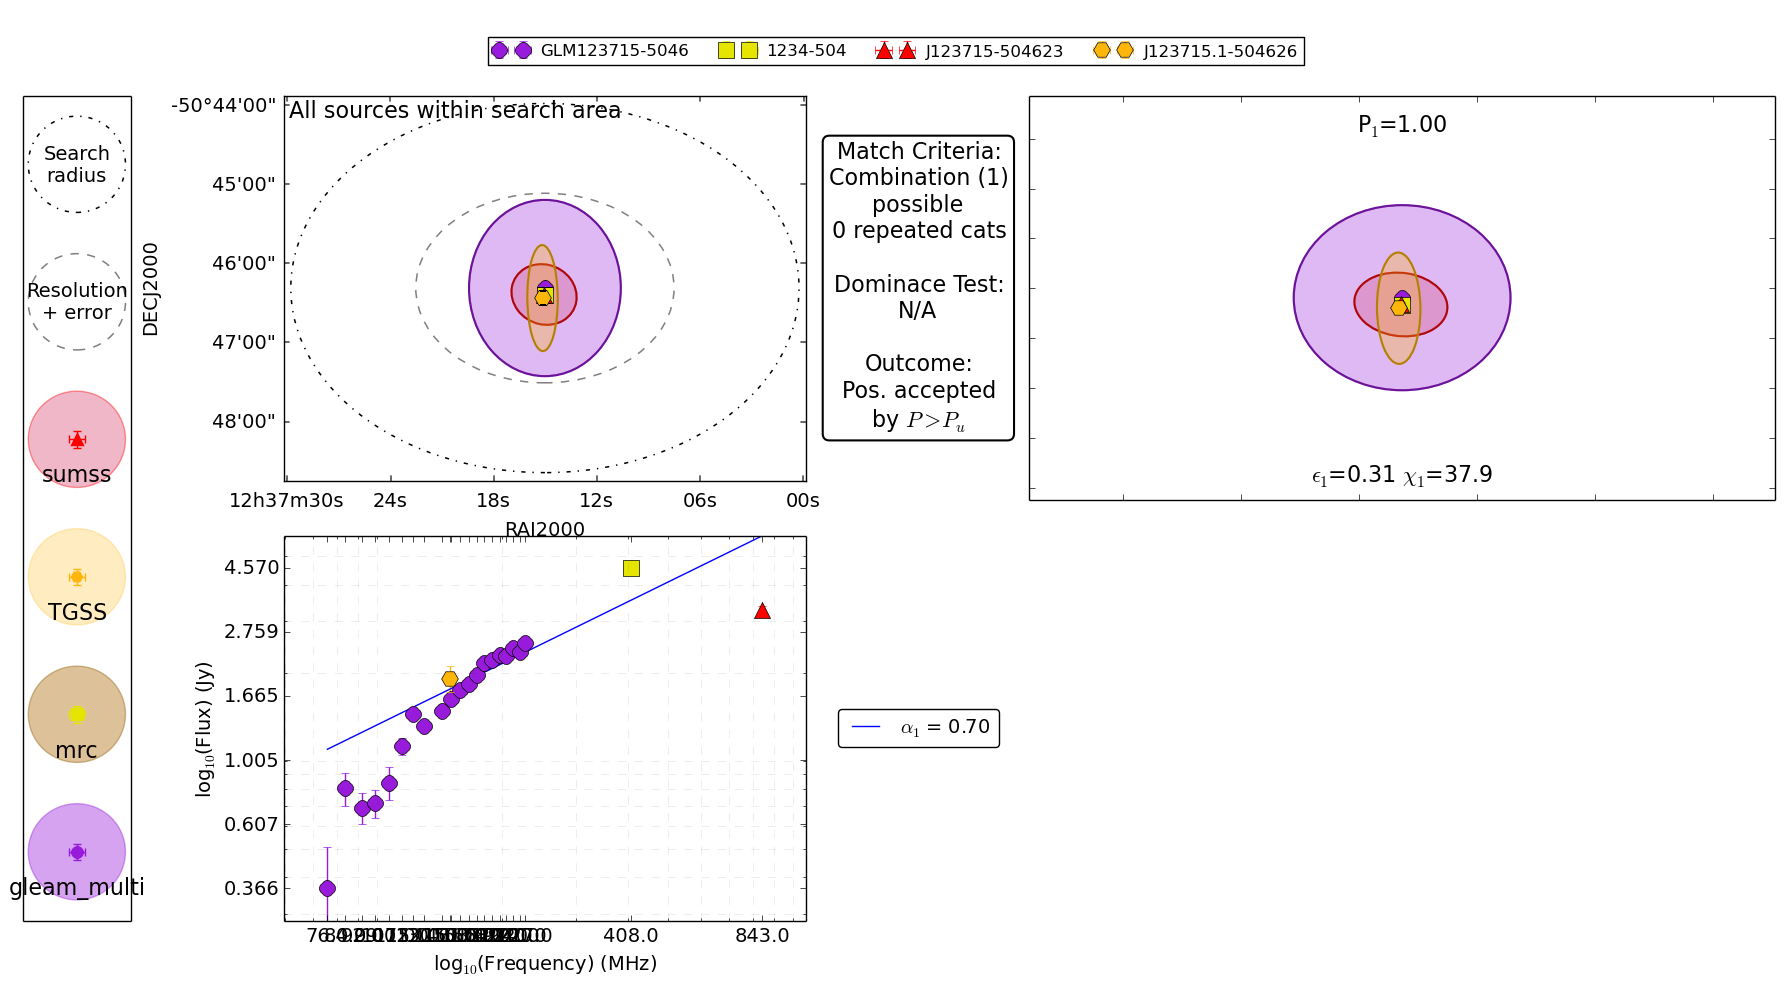 GLM123715-5046 1234-504 J123715-504623 J123715.1-504626
Search
radius
Resolution
+ error
sumss
TGSS
mrc
gleam_multi
All sources within search area
DECJ2000
-50°44'00"
45'00"
46'00"
47'00"
48'00"
12h37m30s 24s 18s 12s 06s 00s
RAJ2000
Match Criteria:
Combination (1)
possible
0 repeated cats
Dominace Test:
N/A
Outcome:
Pos. accepted
by P>Pu
P1=1.00
ϵ1=0.31 χ1=37.9
log10(Flux) (Jy)
4.570
2.759
1.665
1.005
0.607
0.366
408.0 843.0
log10(Frequency) (MHz)
α1 = 0.70